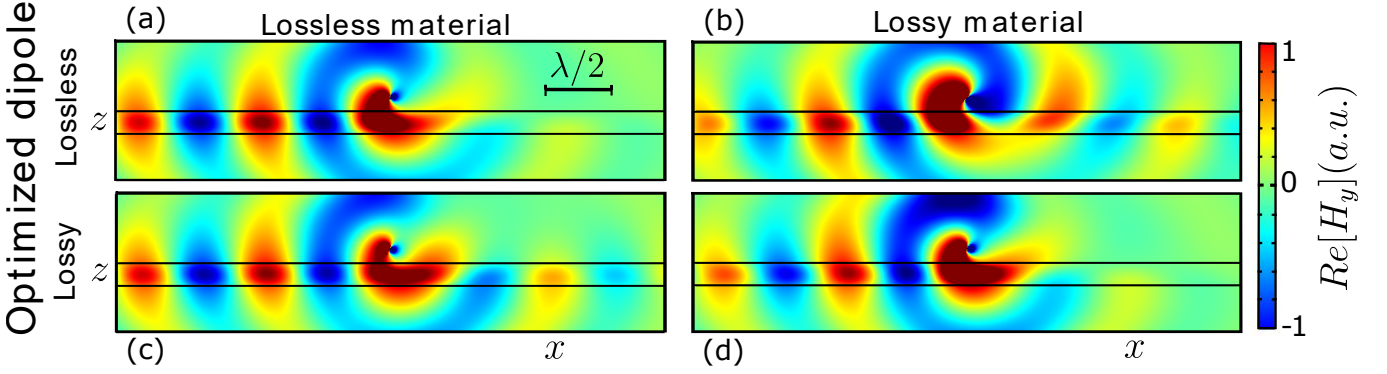 (a)
Lossless material
(b)
Lossy material
Optimized dipole
Lossless
z
λ/2
1
0
-1
Re[H_y](a.u.)
Lossy
z
(c)
x
(d)
x